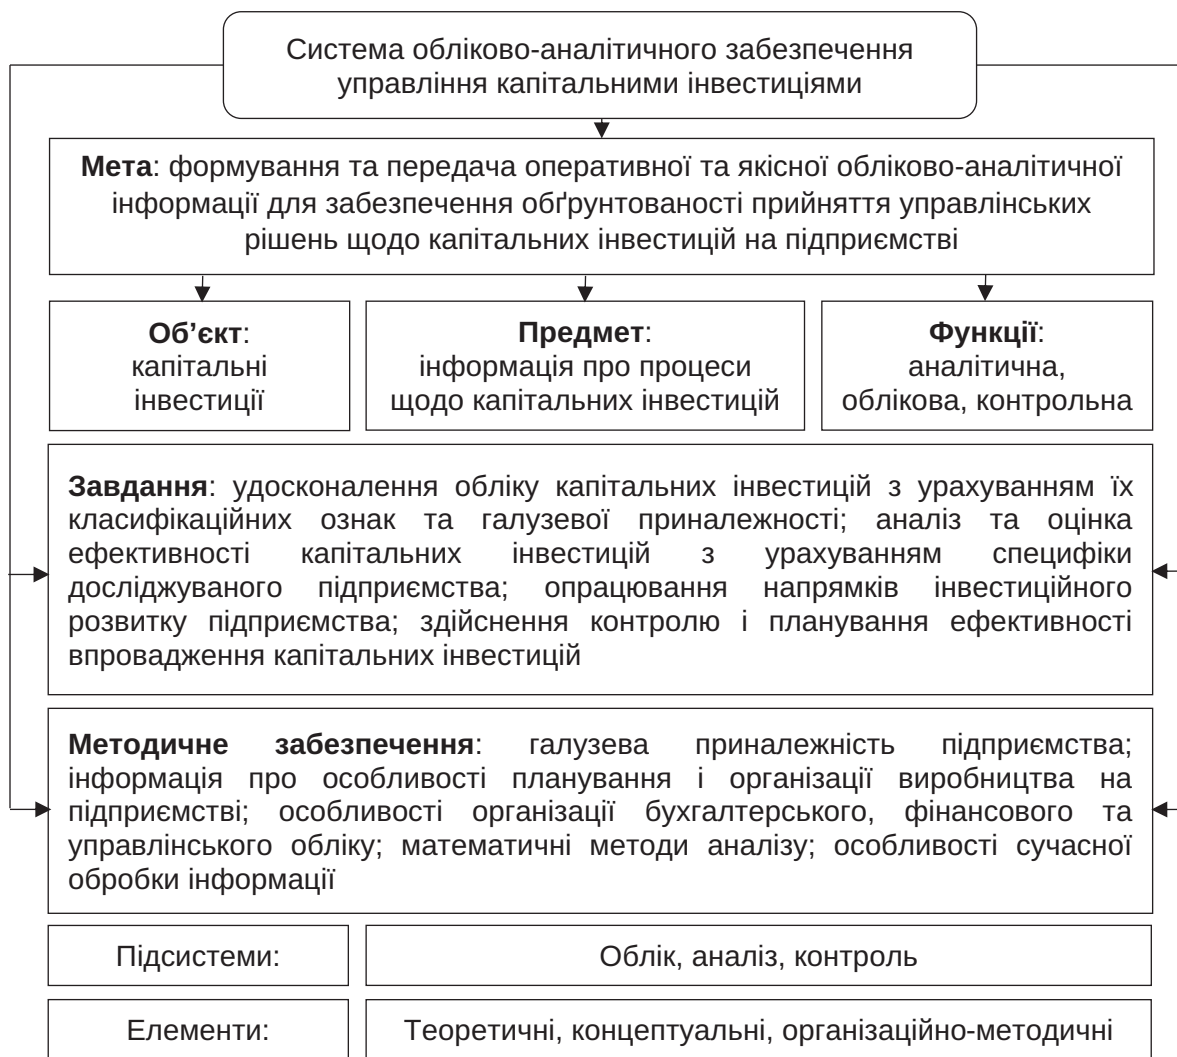 Система обліково-аналітичного забезпечення
управління капітальними інвестиціями
Мета: формування та передача оперативної та якісної обліково-аналітичної
інформації для забезпечення обґрунтованості прийняття управлінських
рішень щодо капітальних інвестицій на підприємстві
Об’єкт:
капітальні
інвестиції
Предмет:
інформація про процеси
щодо капітальних інвестицій
Функції:
аналітична,
облікова, контрольна
Завдання: удосконалення обліку капітальних інвестицій з урахуванням їх
класифікаційних ознак та галузевої приналежності; аналіз та оцінка
ефективності капітальних інвестицій з урахуванням специфіки
досліджуваного підприємства; опрацювання напрямків інвестиційного
розвитку підприємства; здійснення контролю і планування ефективності
впровадження капітальних інвестицій
Методичне забезпечення: галузева приналежність підприємства;
інформація про особливості планування і організації виробництва на
підприємстві; особливості організації бухгалтерського, фінансового та
управлінського обліку; математичні методи аналізу; особливості сучасної
обробки інформації
Підсистеми:
Облік, аналіз, контроль
Елементи:
Теоретичні, концептуальні, організаційно-методичні